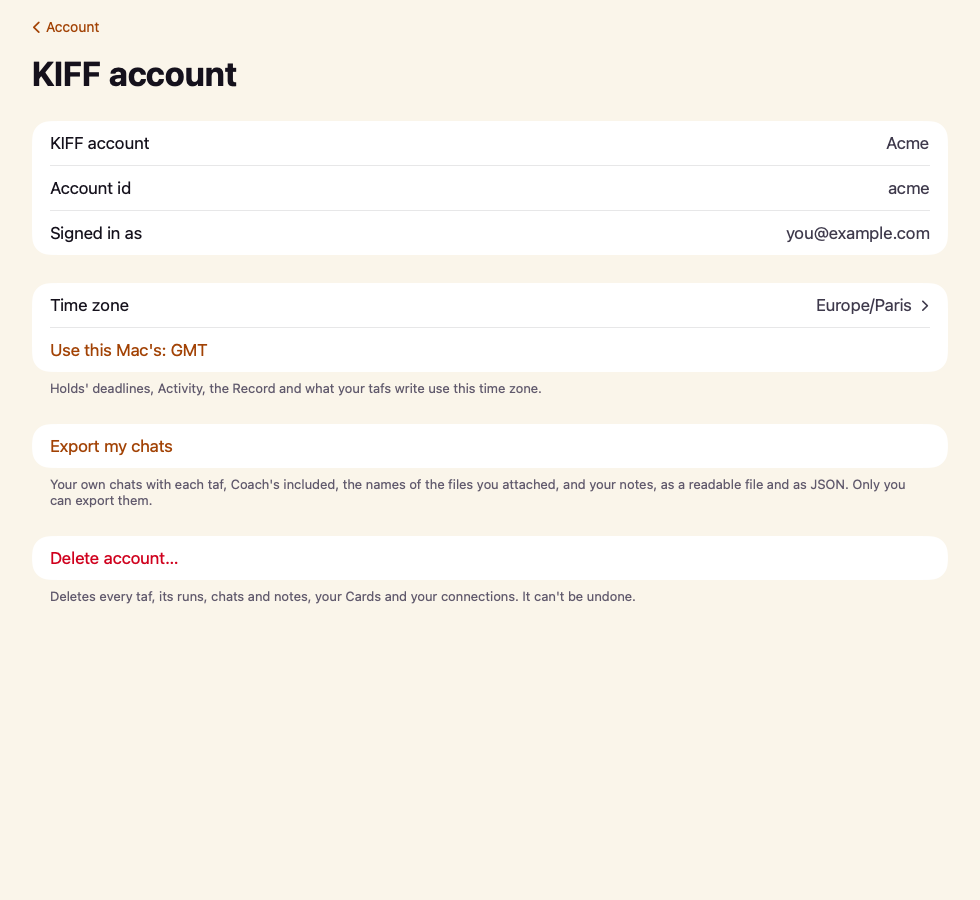 Account
KIFF account
KIFF account Acme
Account id acme
Signed in as you@example.com
Time zone Europe/Paris
Use this Mac's: GMT
Holds' deadlines, Activity, the Record and what your tafs write use this time zone.
Export my chats
Your own chats with each taf, Coach's included, the names of the files you attached, and your notes, as a readable file and as JSON. Only you
can export them.
Delete account...
Deletes every taf, its runs, chats and notes, your Cards and your connections. It can't be undone.